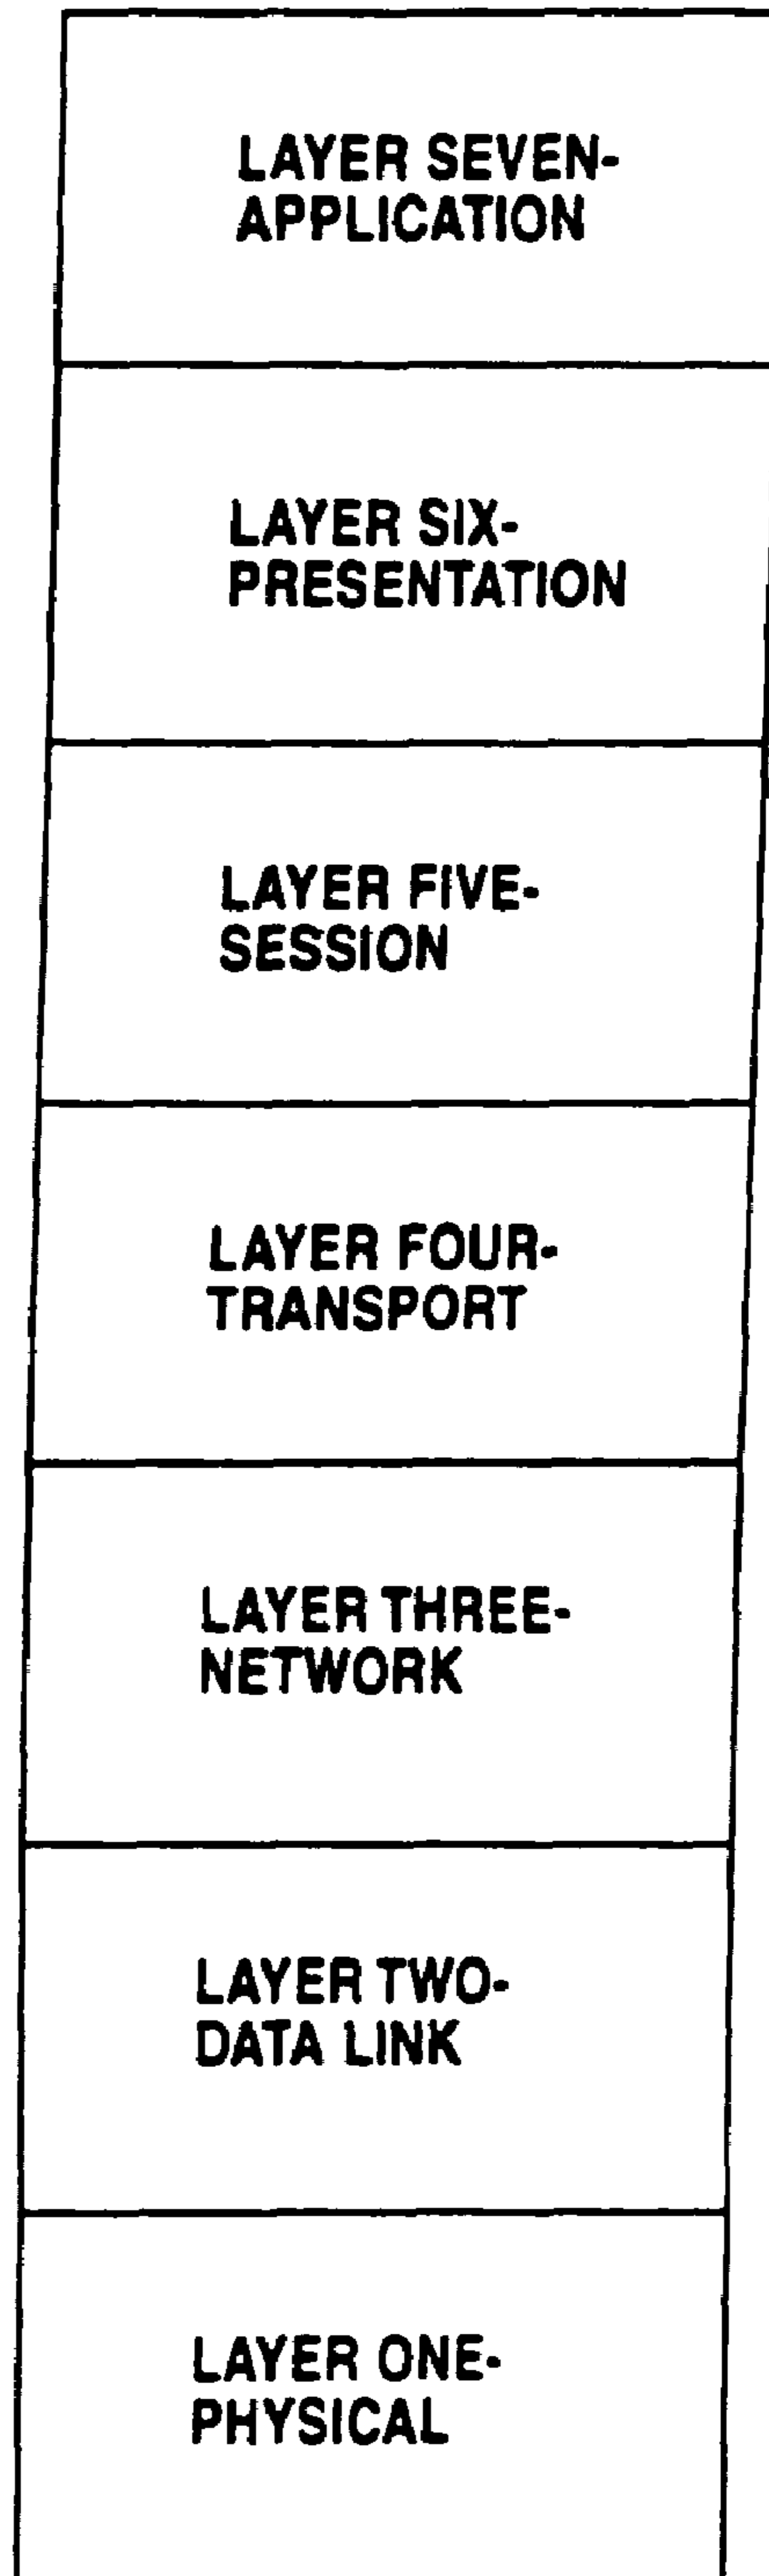 LAYER SEVEN-
APPLICATION
LAYER SIX-
PRESENTATION
LAYER FIVE-
SESSION
LAYER FOUR-
TRANSPORT
LAYER THREE-
NETWORK
LAYER TWO-
DATA LINK
LAYER ONE-
PHYSICAL